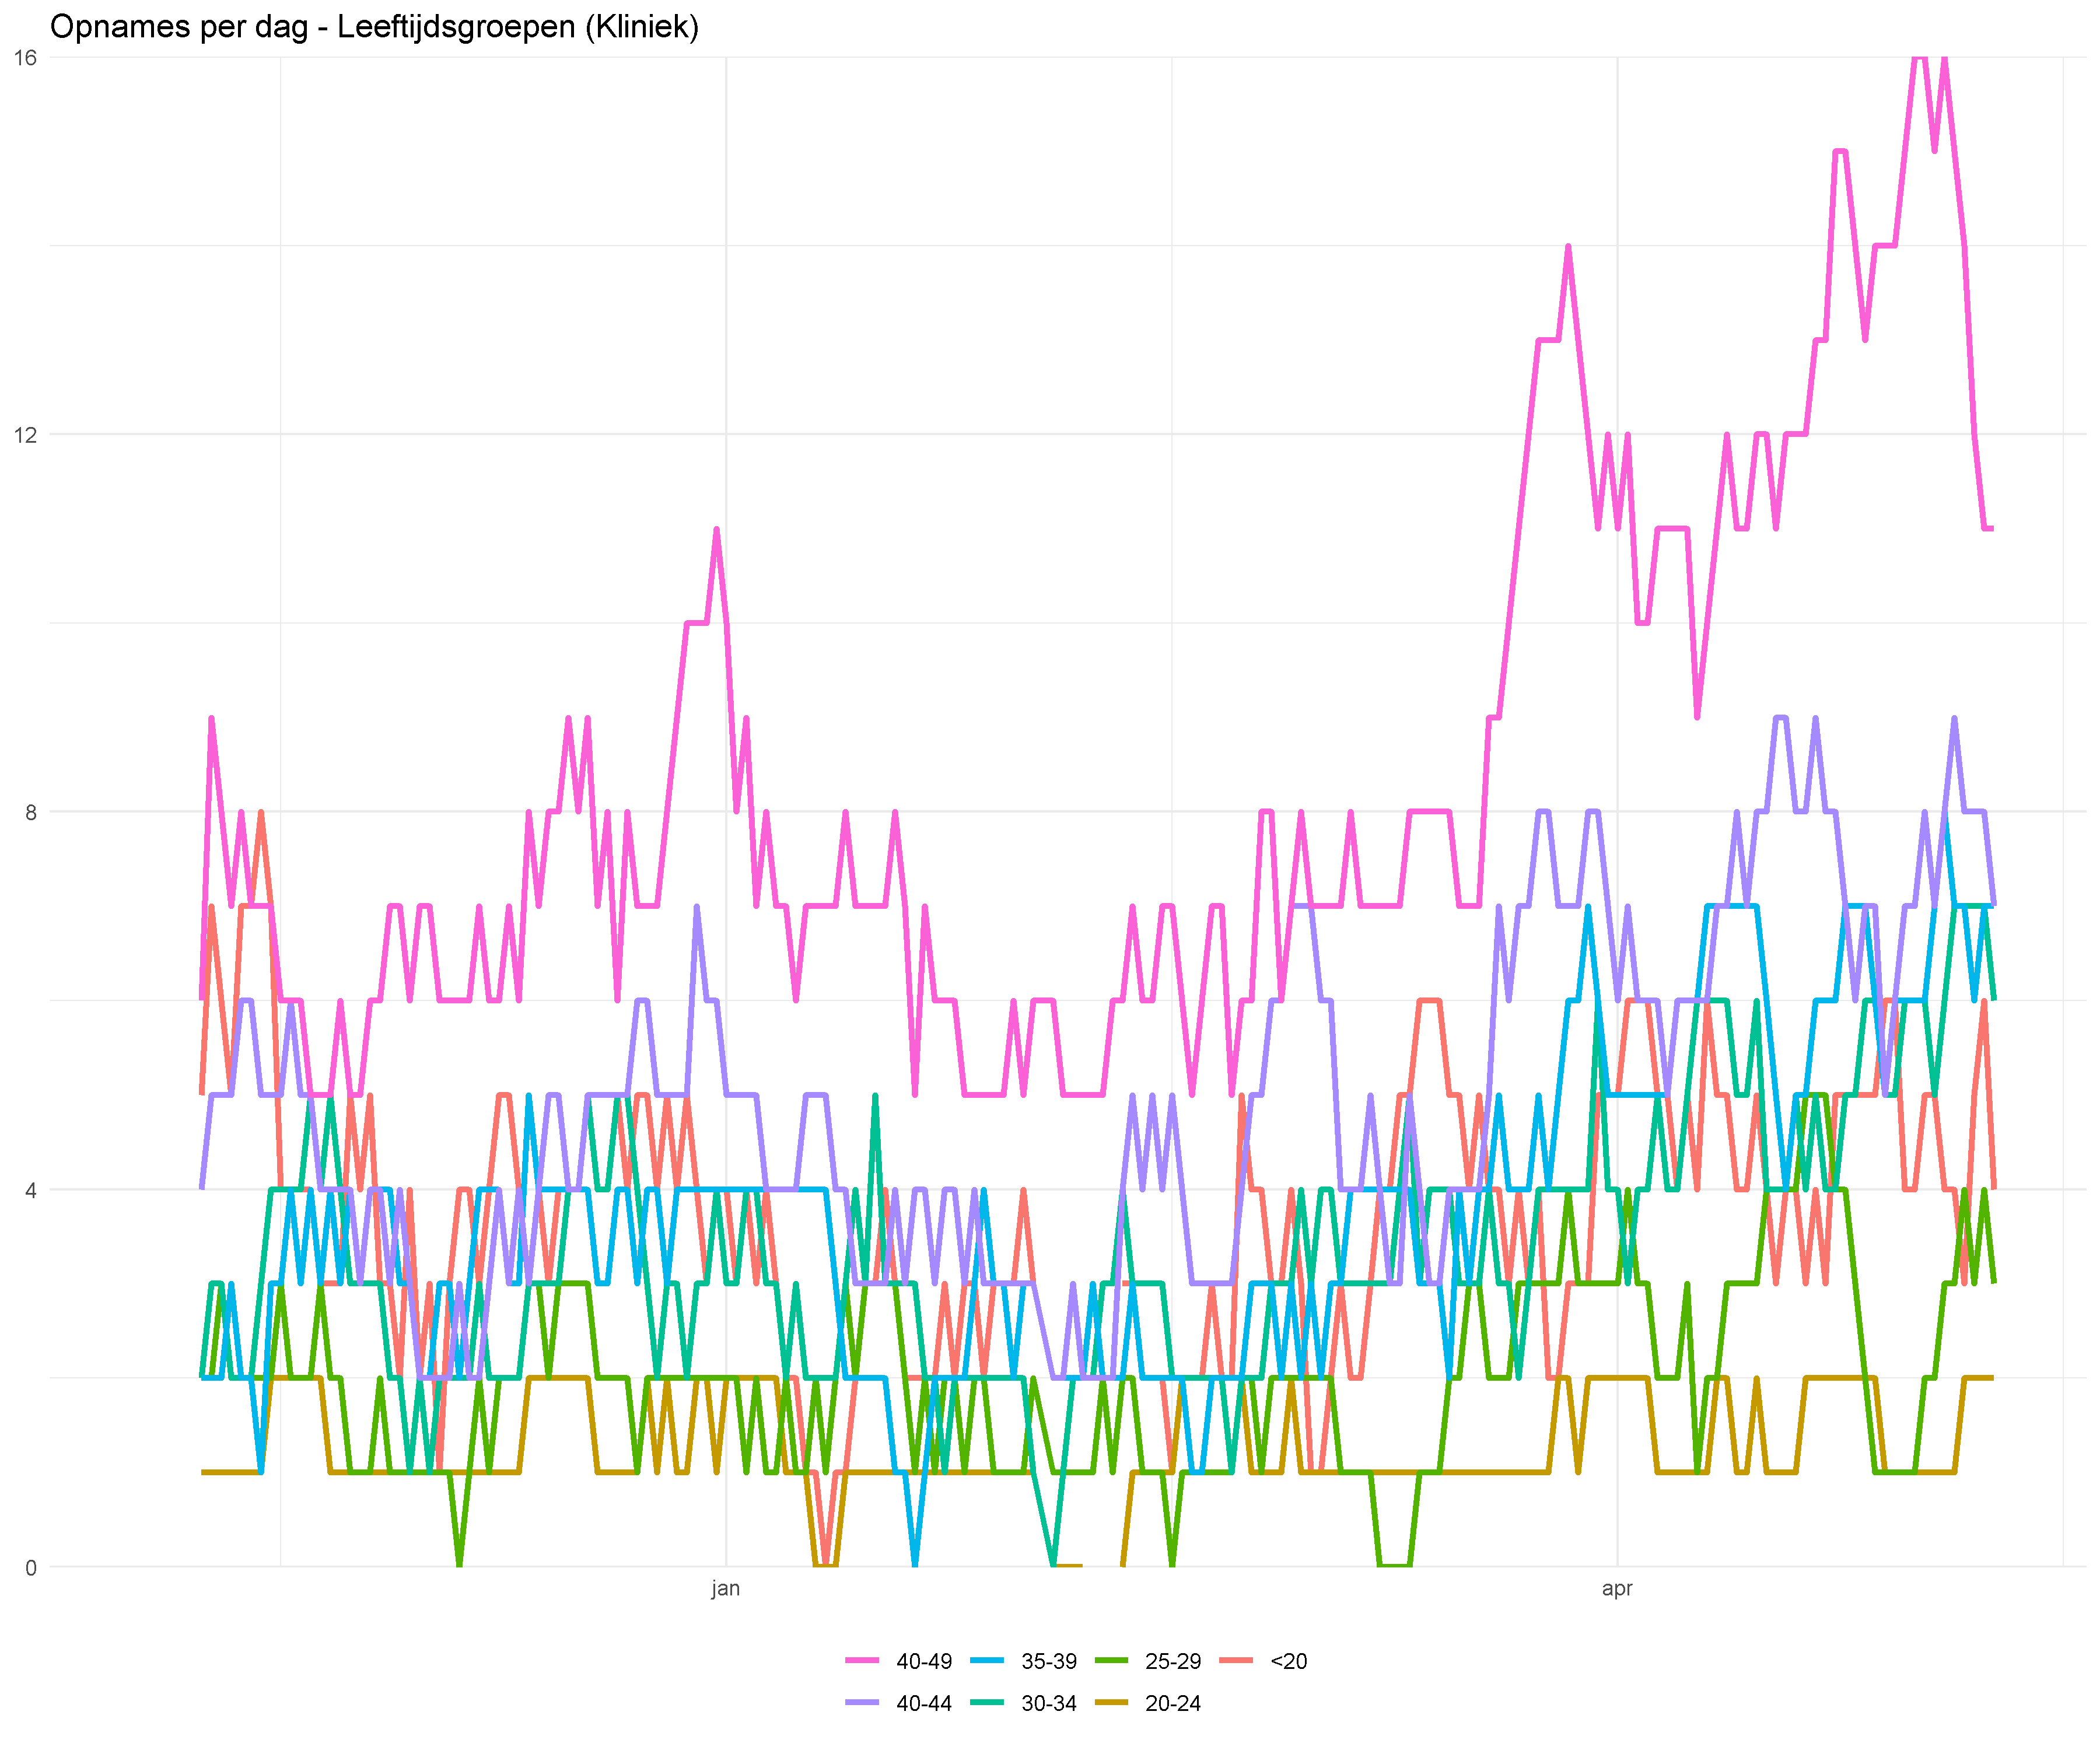 Opnames per dag - Leeftijdsgroepen (Kliniek)
16
12
8
4
0
jan apr
40-49 35-39 25-29 <20
40-44 30-34 20-24